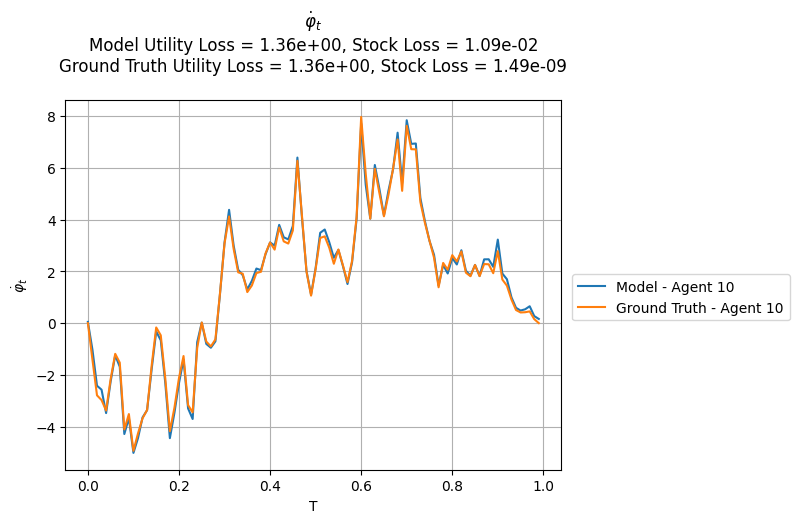 φ̇ₜ
Model Utility Loss = 1.36e+00, Stock Loss = 1.09e-02
Ground Truth Utility Loss = 1.36e+00, Stock Loss = 1.49e-09
φ̇ₜ
8
6
4
2
0
−2
−4
0.0 0.2 0.4 0.6 0.8 1.0
T
Model - Agent 10
Ground Truth - Agent 10